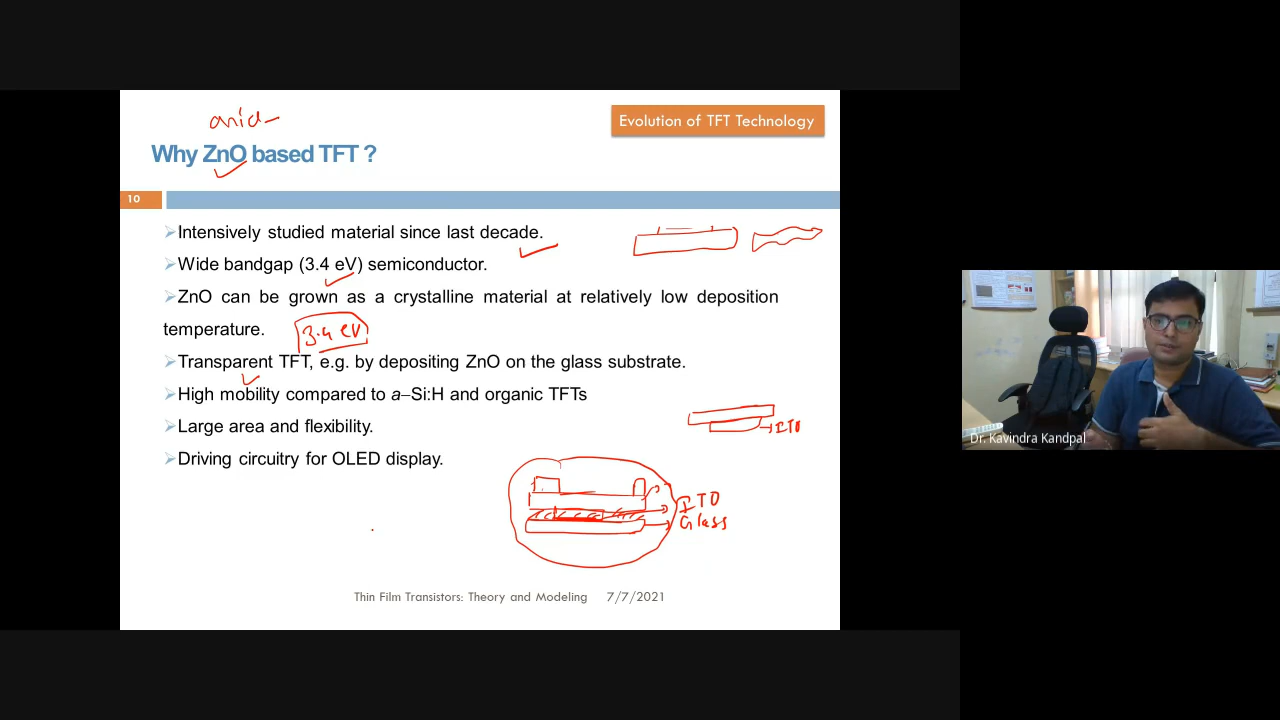 Evolution of TFT Technology
Why ZnO based TFT ?
10
➢Intensively studied material since last decade.
➢Wide bandgap (3.4 eV) semiconductor.
➢ZnO can be grown as a crystalline material at relatively low deposition
temperature.
3.4 eV
➢Transparent TFT, e.g. by depositing ZnO on the glass substrate.
➢High mobility compared to a–Si:H and organic TFTs
➢Large area and flexibility.
ITO
➢Driving circuitry for OLED display.
ITO
Glass
Thin Film Transistors: Theory and Modeling 7/7/2021
Dr. Kavindra Kandpal